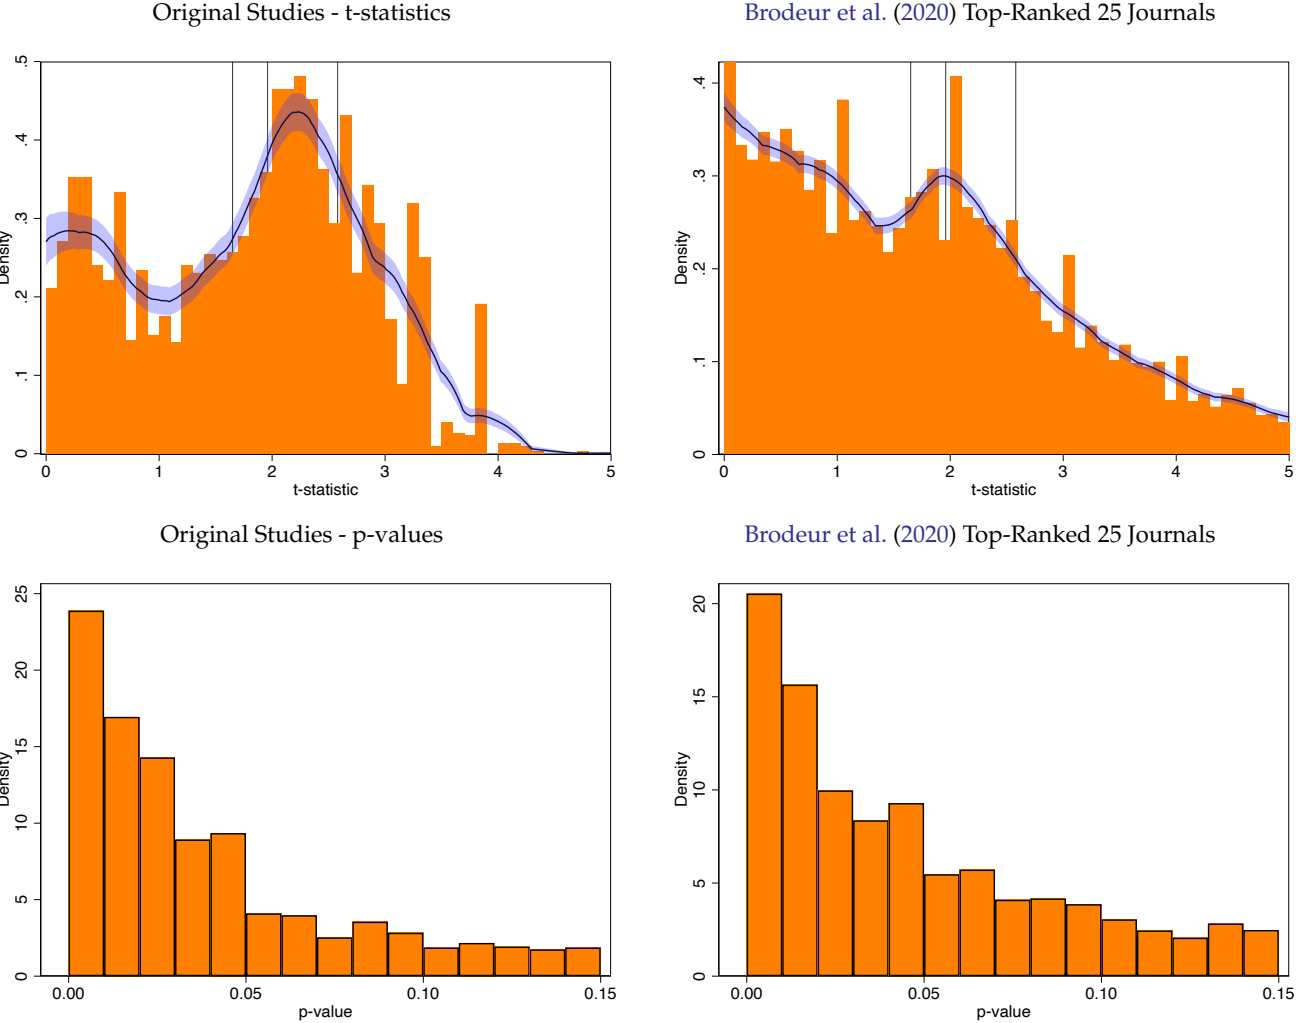 Original Studies - t-statistics
Brodeur et al. (2020) Top-Ranked 25 Journals
.5
.4
.3
.2
.1
0
Density
0 1 2 3 4 5
t-statistic
.4
.3
.2
.1
0
Density
0 1 2 3 4 5
t-statistic
Original Studies - p-values
Brodeur et al. (2020) Top-Ranked 25 Journals
25
20
15
10
5
0
Density
0.00 0.05 0.10 0.15
p-value
20
15
10
5
0
Density
0.00 0.05 0.10 0.15
p-value